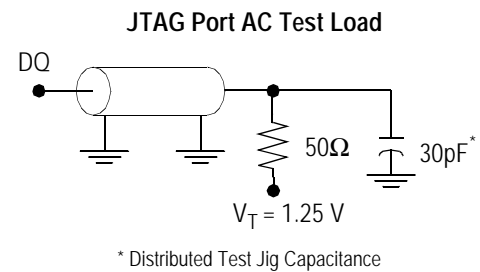 JTAG Port AC Test Load
DQ
50Ω
30pF*
VT = 1.25 V
* Distributed Test Jig Capacitance